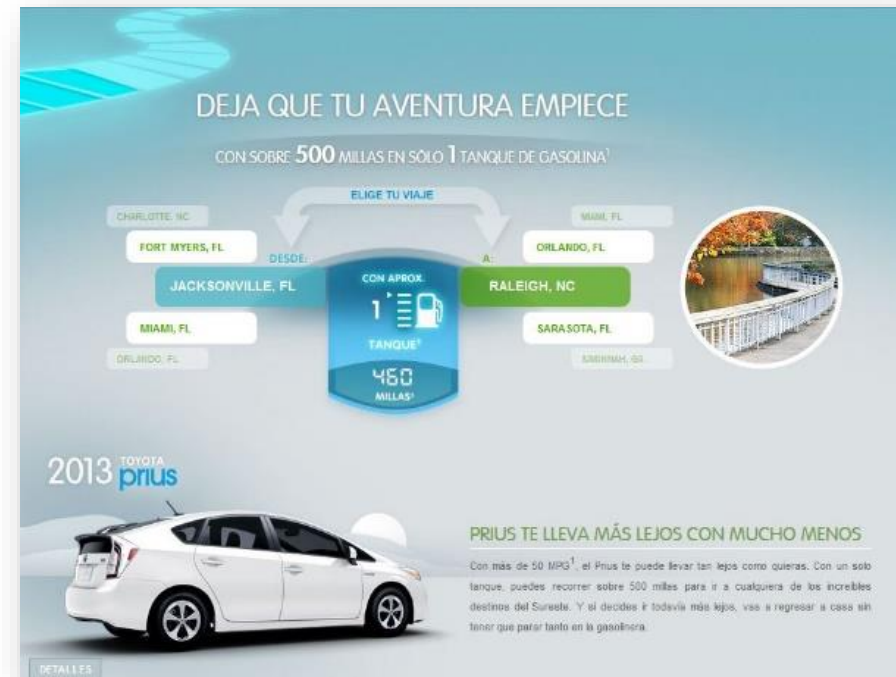 DEJA QUE TU AVENTURA EMPIECE
CON SOBRE 500 MILLAS EN SÓLO 1 TANQUE DE GASOLINA¹
ELIGE TU VIAJE
CHARLOTTE, NC
MIAMI, FL
FORT MYERS, FL
ORLANDO, FL
DESDE:
A:
JACKSONVILLE, FL
RALEIGH, NC
CON APROX.
1
TANQUE²
460
MILLAS³
MIAMI, FL
SARASOTA, FL
ORLANDO, FL
SAVANNAH, GA
2013 TOYOTA prius
PRIUS TE LLEVA MÁS LEJOS CON MUCHO MENOS
Con más de 50 MPG¹, el Prius te puede llevar tan lejos como quieras. Con un solo
tanque, puedes recorrer sobre 500 millas para ir a cualquiera de los increíbles
destinos del Sureste. Y si decides ir todavía más lejos, vas a regresar a casa sin
tener que parar tanto en la gasolinera.
DETALLES